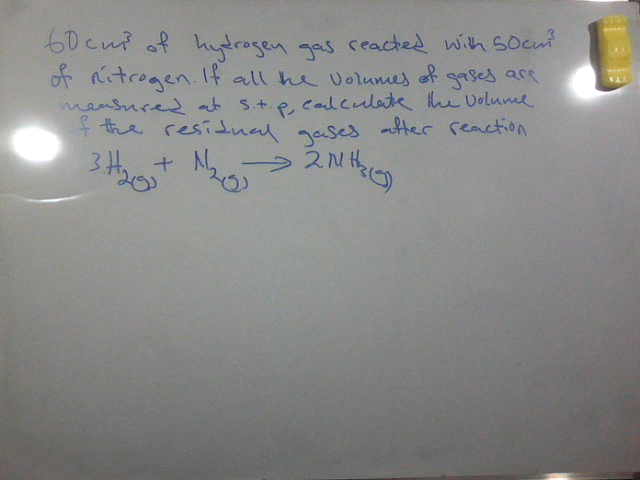 60cm³ of hydrogen gas reacted with 50cm³
of nitrogen. If all the volumes of gases are
measured at s.t.p, calculate the volume
of the residual gases after reaction
3H₂(g) + N₂(g) → 2NH₃(g)